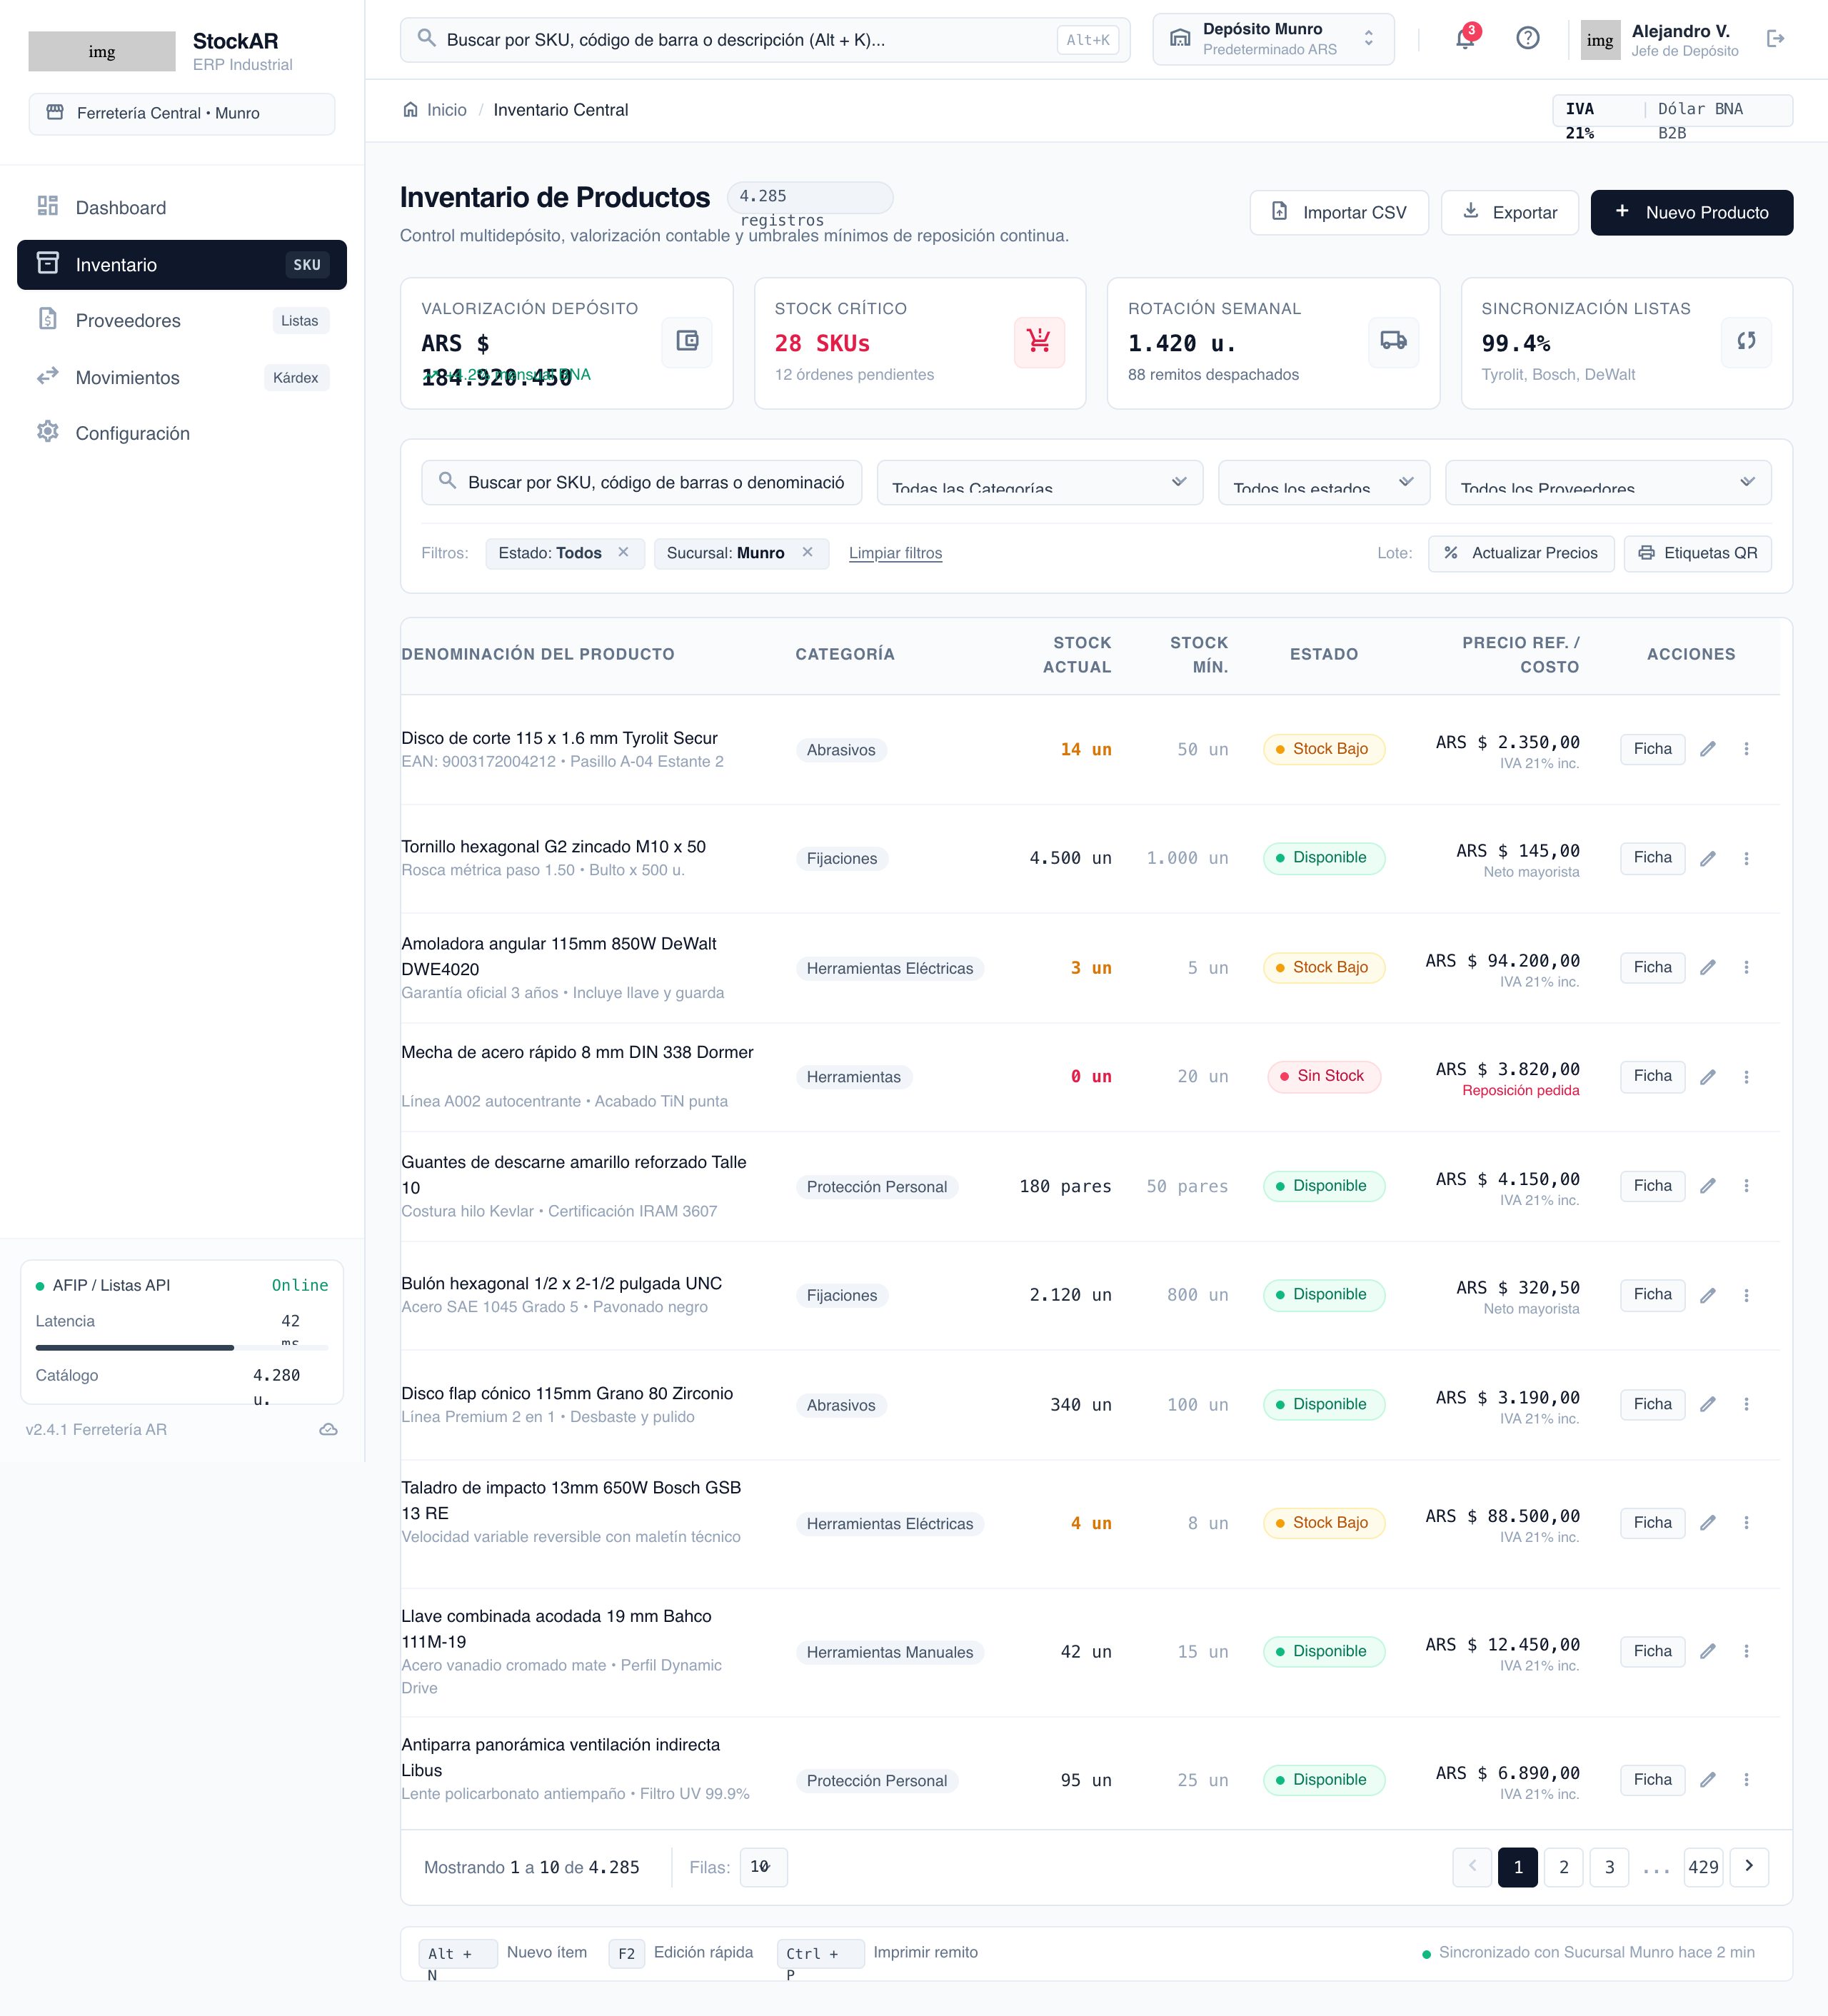 img
StockAR
ERP Industrial
Ferretería Central • Munro
Dashboard
Inventario
SKU
Proveedores
Listas
Movimientos
Kárdex
Configuración
AFIP / Listas API
Online
Latencia
42
ms
Catálogo
4.280
u.
v2.4.1 Ferretería AR
Buscar por SKU, código de barra o descripción (Alt + K)...
Alt+K
Depósito Munro
Predeterminado ARS
3
img
Alejandro V.
Jefe de Depósito
Inicio / Inventario Central
IVA
21%
Dólar BNA
B2B
Inventario de Productos
4.285
registros
Control multidepósito, valorización contable y umbrales mínimos de reposición continua.
Importar CSV
Exportar
Nuevo Producto
VALORIZACIÓN DEPÓSITO
ARS $
184.920.450
+4.2% mensual BNA
STOCK CRÍTICO
28 SKUs
12 órdenes pendientes
ROTACIÓN SEMANAL
1.420 u.
88 remitos despachados
SINCRONIZACIÓN LISTAS
99.4%
Tyrolit, Bosch, DeWalt
Buscar por SKU, código de barras o denominació
Todas las Categorías
Todos los estados
Todos los Proveedores
Filtros:
Estado: Todos
Sucursal: Munro
Limpiar filtros
Lote:
Actualizar Precios
Etiquetas QR
DENOMINACIÓN DEL PRODUCTO
CATEGORÍA
STOCK
ACTUAL
STOCK
MÍN.
ESTADO
PRECIO REF. /
COSTO
ACCIONES
Disco de corte 115 x 1.6 mm Tyrolit Secur
EAN: 9003172004212 • Pasillo A-04 Estante 2
Abrasivos
14 un
50 un
Stock Bajo
ARS $ 2.350,00
IVA 21% inc.
Ficha
Tornillo hexagonal G2 zincado M10 x 50
Rosca métrica paso 1.50 • Bulto x 500 u.
Fijaciones
4.500 un
1.000 un
Disponible
ARS $ 145,00
Neto mayorista
Ficha
Amoladora angular 115mm 850W DeWalt
DWE4020
Garantía oficial 3 años • Incluye llave y guarda
Herramientas Eléctricas
3 un
5 un
Stock Bajo
ARS $ 94.200,00
IVA 21% inc.
Ficha
Mecha de acero rápido 8 mm DIN 338 Dormer
Línea A002 autocentrante • Acabado TiN punta
Herramientas
0 un
20 un
Sin Stock
ARS $ 3.820,00
Reposición pedida
Ficha
Guantes de descarne amarillo reforzado Talle
10
Costura hilo Kevlar • Certificación IRAM 3607
Protección Personal
180 pares
50 pares
Disponible
ARS $ 4.150,00
IVA 21% inc.
Ficha
Bulón hexagonal 1/2 x 2-1/2 pulgada UNC
Acero SAE 1045 Grado 5 • Pavonado negro
Fijaciones
2.120 un
800 un
Disponible
ARS $ 320,50
Neto mayorista
Ficha
Disco flap cónico 115mm Grano 80 Zirconio
Línea Premium 2 en 1 • Desbaste y pulido
Abrasivos
340 un
100 un
Disponible
ARS $ 3.190,00
IVA 21% inc.
Ficha
Taladro de impacto 13mm 650W Bosch GSB
13 RE
Velocidad variable reversible con maletín técnico
Herramientas Eléctricas
4 un
8 un
Stock Bajo
ARS $ 88.500,00
IVA 21% inc.
Ficha
Llave combinada acodada 19 mm Bahco
111M-19
Acero vanadio cromado mate • Perfil Dynamic
Drive
Herramientas Manuales
42 un
15 un
Disponible
ARS $ 12.450,00
IVA 21% inc.
Ficha
Antiparra panorámica ventilación indirecta
Libus
Lente policarbonato antiempaño • Filtro UV 99.9%
Protección Personal
95 un
25 un
Disponible
ARS $ 6.890,00
IVA 21% inc.
Ficha
Mostrando 1 a 10 de 4.285
Filas:
10
1
2
3
...
429
Alt +
N
Nuevo ítem
F2
Edición rápida
Ctrl +
P
Imprimir remito
Sincronizado con Sucursal Munro hace 2 min